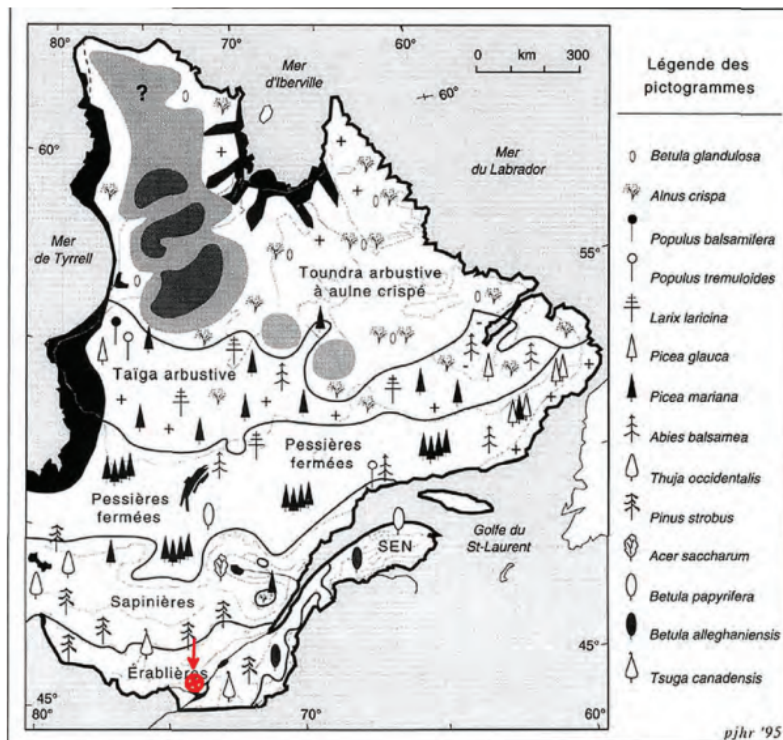 80°
70°
60°
0 km 300
Mer
d'Iberville
60°
?
60°
Mer
du Labrador
Mer
de Tyrrell
55°
Toundra arbustive
à aulne crispé
Taïga arbustive
Pessières
fermées
Pessières
fermées
Golfe du
St-Laurent
SEN
Sapinières
45°
Érablières
45°
80°
70°
60°
Légende des
pictogrammes
Betula glandulosa
Alnus crispa
Populus balsamifera
Populus tremuloides
Larix laricina
Picea glauca
Picea mariana
Abies balsamea
Thuja occidentalis
Pinus strobus
Acer saccharum
Betula papyrifera
Betula alleghaniensis
Tsuga canadensis
pjhr '95